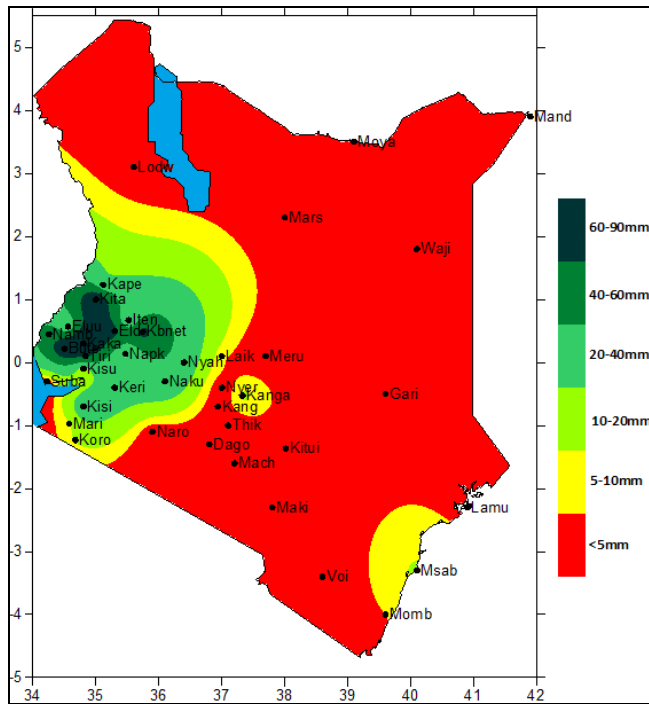 5
4
Mand
Moya
3
Lodw
Mars
2
Waji
60-90mm
Kape
1
Kita
40-60mm
Iten
Eldo
Kbnet
Kaka
Napk
20-40mm
0
Kisu
Nyah
Laik
Meru
Suba
Keri
Naku
Nyer
Kanga
Gari
Kisi
Kang
10-20mm
-1
Mari
Koro
Naro
Thik
Dago
Kitui
Mach
5-10mm
-2
Maki
Lamu
<5mm
-3
Voi
Msab
-4
Momb
-5
34 35 36 37 38 39 40 41 42